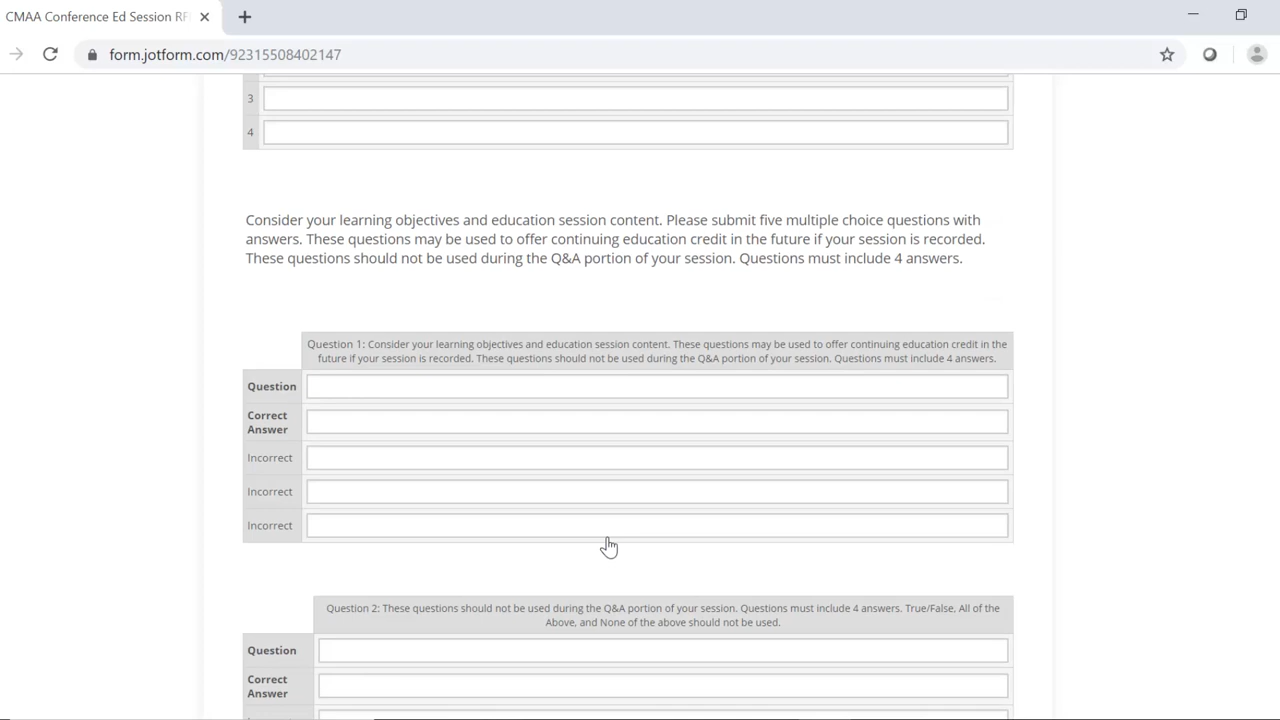 CMAA Conference Ed Session RF
form.jotform.com/92315508402147
3
4
Consider your learning objectives and education session content. Please submit five multiple choice questions with
answers. These questions may be used to offer continuing education credit in the future if your session is recorded.
These questions should not be used during the Q&A portion of your session. Questions must include 4 answers.
Question 1: Consider your learning objectives and education session content. These questions may be used to offer continuing education credit in the
future if your session is recorded. These questions should not be used during the Q&A portion of your session. Questions must include 4 answers.
Question
Correct
Answer
Incorrect
Incorrect
Incorrect
Question 2: These questions should not be used during the Q&A portion of your session. Questions must include 4 answers. True/False, All of the
Above, and None of the above should not be used.
Question
Correct
Answer